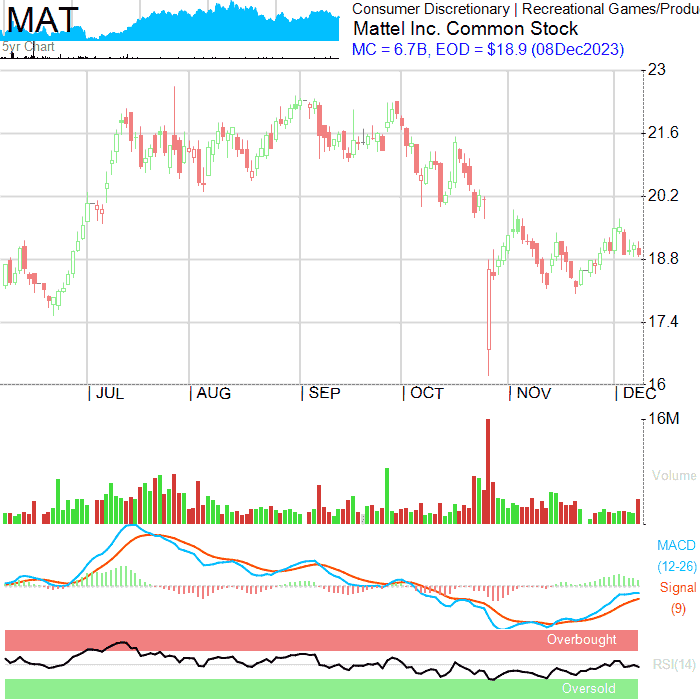 MAT
5yr Chart
Consumer Discretionary | Recreational Games/Produ
Mattel Inc. Common Stock
MC = 6.7B, EOD = $18.9 (08Dec2023)
23
21.6
20.2
18.8
17.4
16
| JUL | AUG | SEP | OCT | NOV | DEC
16M
Volume
MACD
(12-26)
Signal
(9)
Overbought
RSI(14)
Oversold